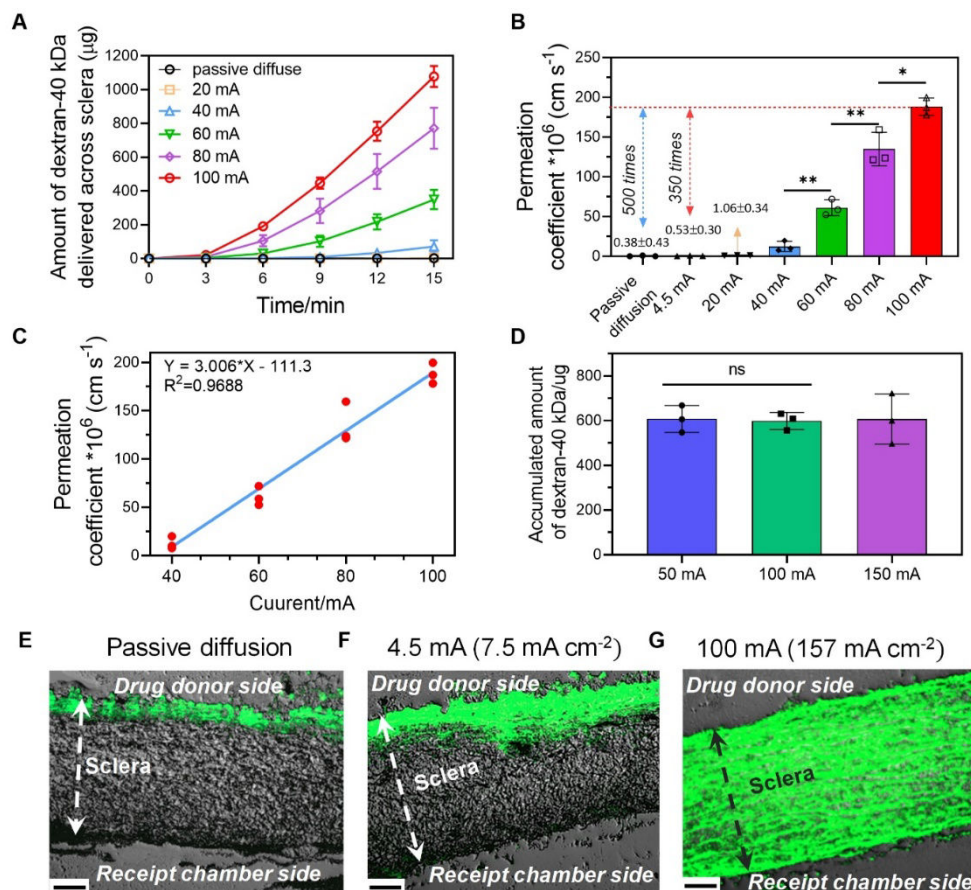 A
Amount of dextran-40 kDa
delivered across sclera (µg)
1200
1000
800
600
400
200
0
passive diffuse
20 mA
40 mA
60 mA
80 mA
100 mA
0 3 6 9 12 15
Time/min
B
Permeation
coefficient *10⁶ (cm s⁻¹)
250
200
150
100
50
0
500 times
350 times
0.38±0.43
0.53±0.30
1.06±0.34
**
**
*
Passive
diffusion
4.5 mA
20 mA
40 mA
60 mA
80 mA
100 mA
C
Permeation
coefficient *10⁶ (cm s⁻¹)
200
150
100
50
0
Y = 3.006*X - 111.3
R²=0.9688
40 60 80 100
Cuurent/mA
D
Accumulated amount
of dextran-40 kDa/ug
800
600
400
200
0
ns
50 mA 100 mA 150 mA
E
Passive diffusion
Drug donor side
Sclera
Receipt chamber side
F
4.5 mA (7.5 mA cm⁻²)
Drug donor side
Sclera
Receipt chamber side
G
100 mA (157 mA cm⁻²)
Drug donor side
Sclera
Receipt chamber side